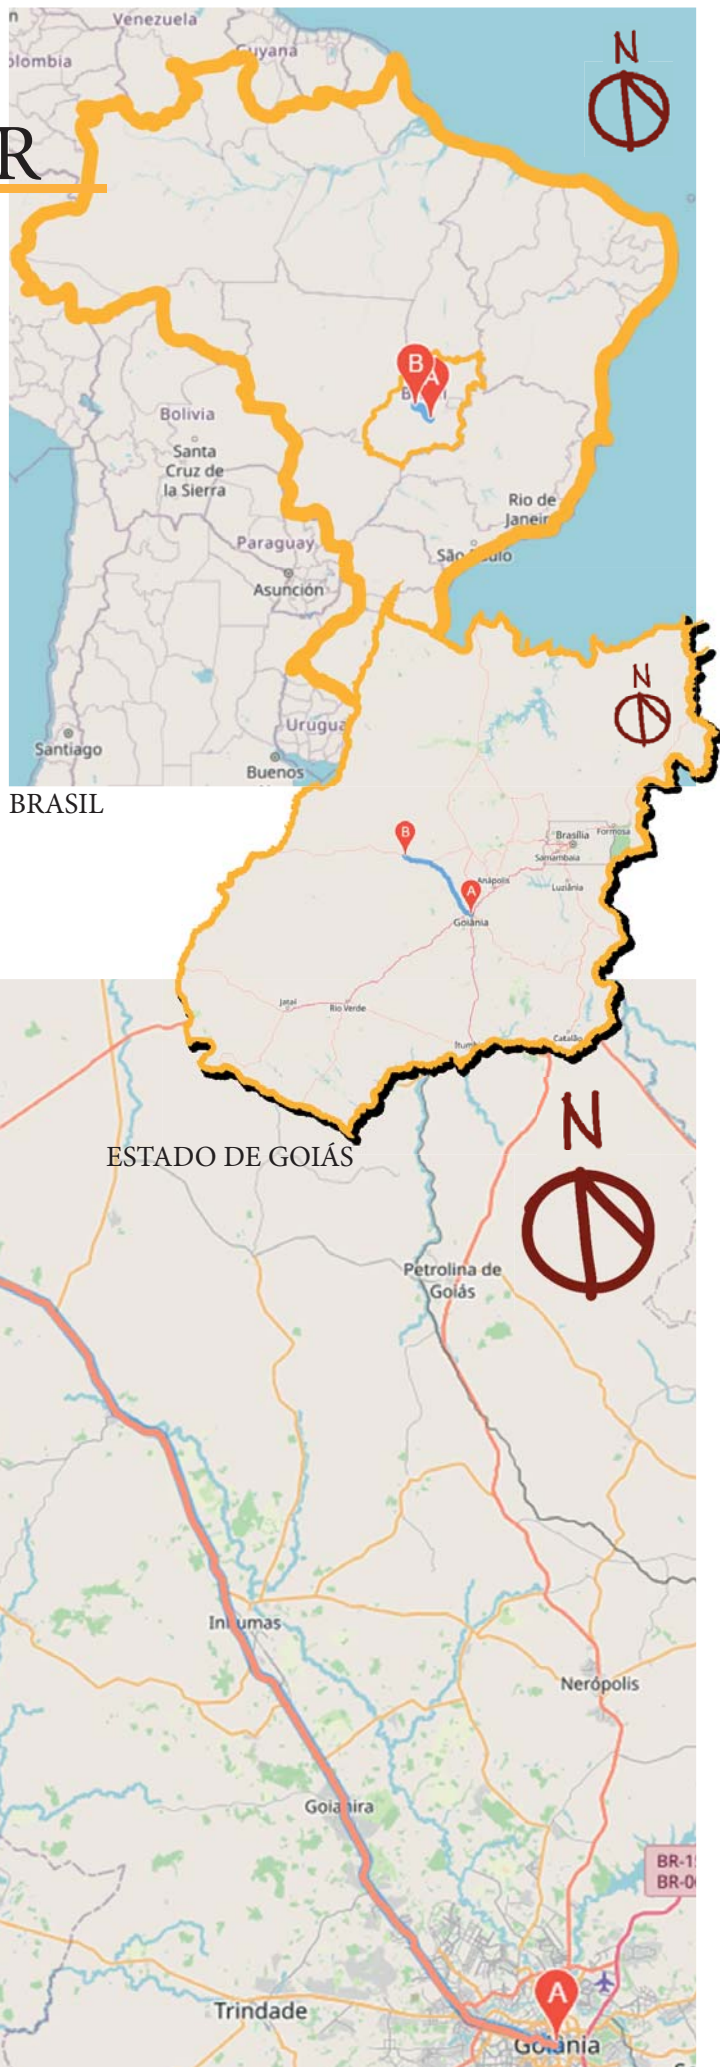 Venezuela
Guyana
N
R
Bolivia
Santa
Cruz de
la Sierra
B
A
Rio de
Janeir
Paraguay
São Paulo
Asunción
N
Urugua
Santiago
Buenos
BRASIL
B
Brasília
Formosa
Samambaia
A
Anápolis
Luziânia
Goiânia
Jataí
Rio Verde
Itumb
Catalão
N
ESTADO DE GOIÁS
Petrolina de
Goiás
Inhumas
Nerópolis
Goianira
BR-1
BR-0
A
Trindade
Goiânia